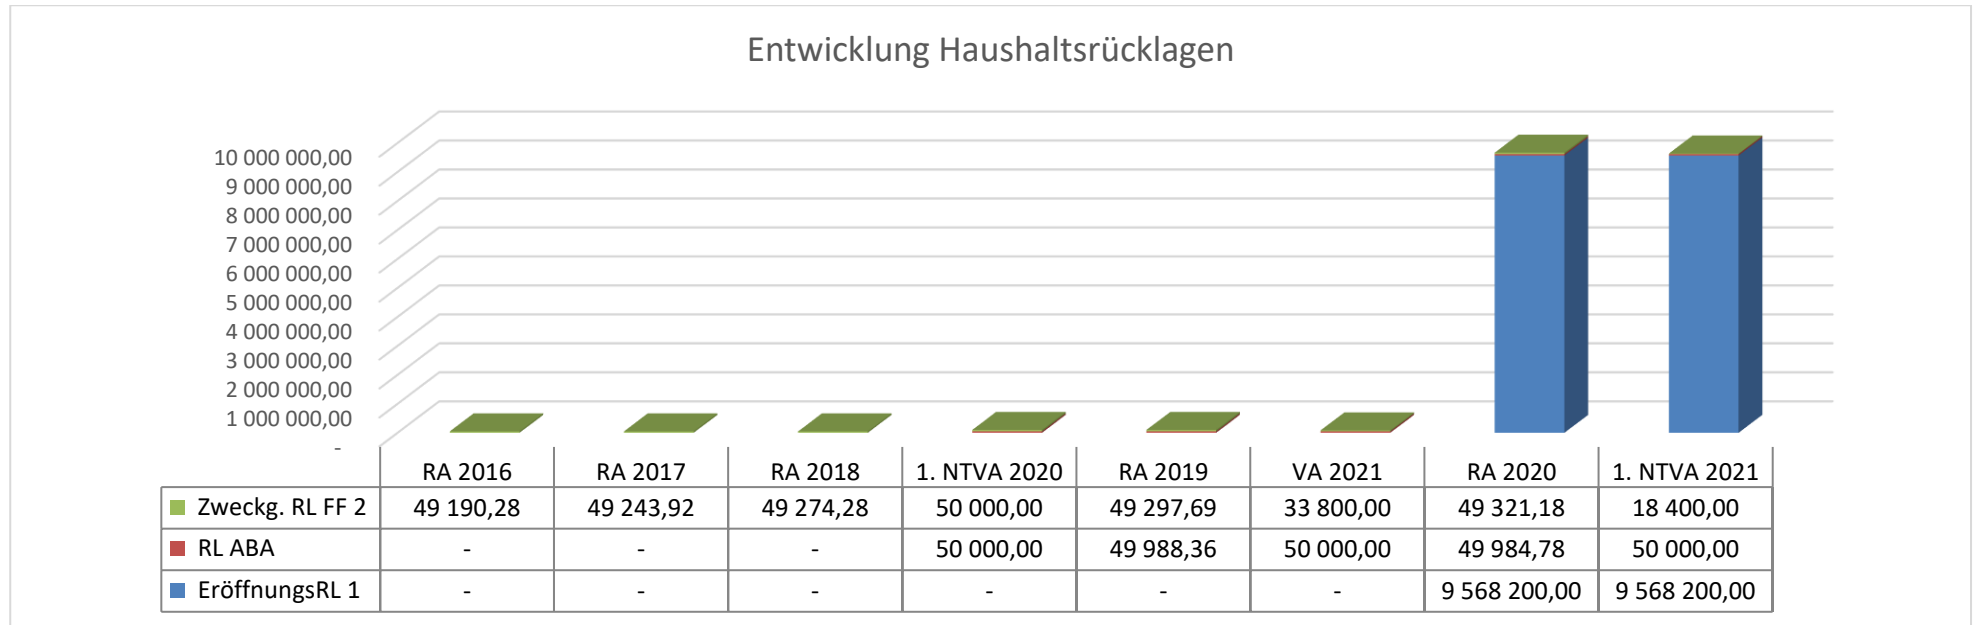 Entwicklung Haushaltsrücklagen
10 000 000,00
9 000 000,00
8 000 000,00
7 000 000,00
6 000 000,00
5 000 000,00
4 000 000,00
3 000 000,00
2 000 000,00
1 000 000,00
-
RA 2016 RA 2017 RA 2018 1. NTVA 2020 RA 2019 VA 2021 RA 2020 1. NTVA 2021
Zweckg. RL FF 2 49 190,28 49 243,92 49 274,28 50 000,00 49 297,69 33 800,00 49 321,18 18 400,00
RL ABA - - - 50 000,00 49 988,36 50 000,00 49 984,78 50 000,00
EröffnungsRL 1 - - - - - - 9 568 200,00 9 568 200,00